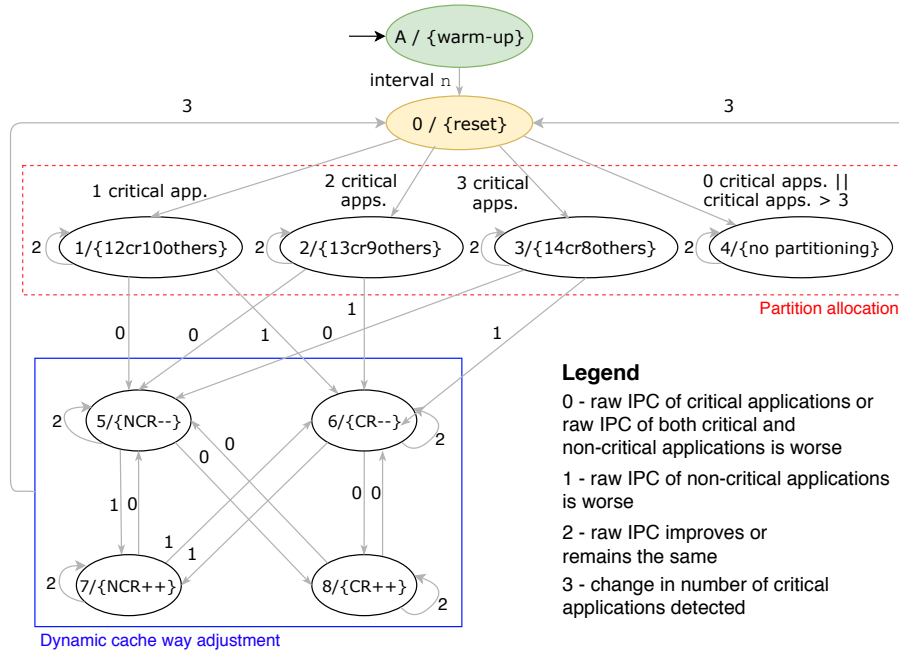 A / {warm-up}
interval n
3
3
0 / {reset}
1 critical app.
2 critical
apps.
3 critical
apps.
0 critical apps. ||
critical apps. > 3
2
1/{12cr10others}
2
2/{13cr9others}
2
3/{14cr8others}
2
4/{no partitioning}
Partition allocation
0
0
1
1
0
1
2
5/{NCR--}
6/{CR--}
2
0
0
1
0
0
0
1
1
2
7/{NCR++}
8/{CR++}
2
Dynamic cache way adjustment
Legend
0 - raw IPC of critical applications or
raw IPC of both critical and
non-critical applications is worse
1 - raw IPC of non-critical applications
is worse
2 - raw IPC improves or
remains the same
3 - change in number of critical
applications detected